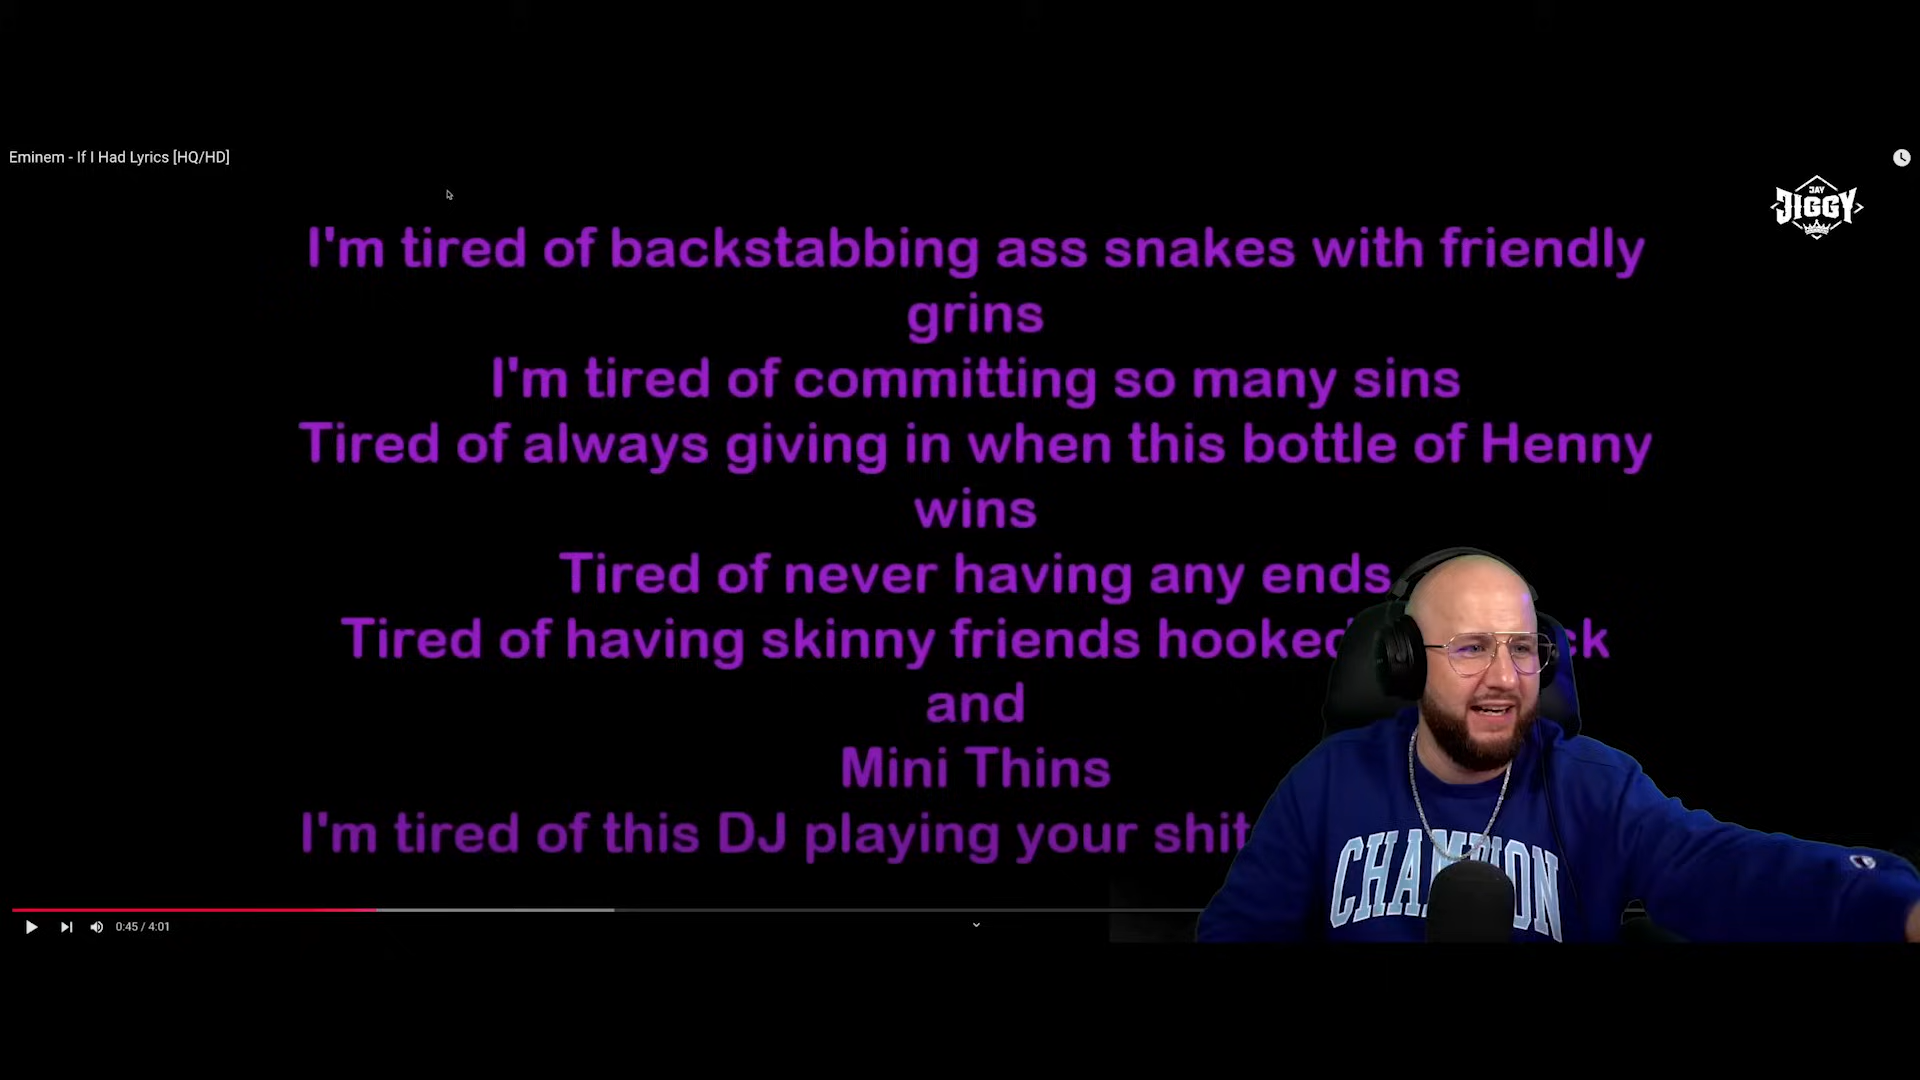 Eminem - If I Had Lyrics [HQ/HD]
JAY
JIGGY
I'm tired of backstabbing ass snakes with friendly
grins
I'm tired of committing so many sins
Tired of always giving in when this bottle of Henny
wins
Tired of never having any ends
Tired of having skinny friends hooked
and
Mini Thins
I'm tired of this DJ playing your shit
CHAMPION
0:45 / 4:01